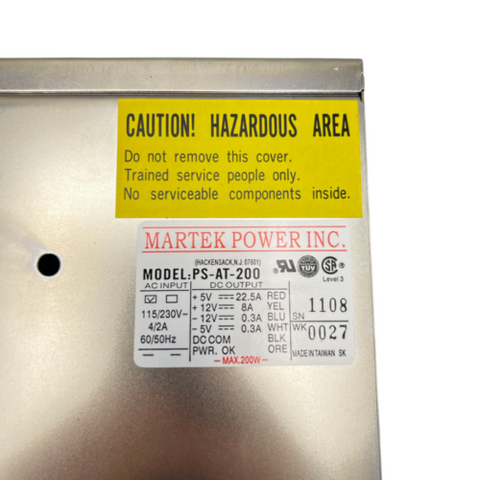 CAUTION! HAZARDOUS AREA
Do not remove this cover.
Trained service people only.
No serviceable components inside.
MARTEK POWER INC.
(HACKENSACK,N.J. 07601)
MODEL:PS-AT-200
TÜV
Level 3
AC INPUT DC OUTPUT
+ 5V 22.5A RED
+ 12V 8A YEL
115/230V~ - 12V 0.3A BLU SN 1108
4/2A - 5V 0.3A WHT WK 0027
60/50Hz DC COM BLK
PWR. OK ORE MADE IN TAIWAN SK
—MAX.200W—